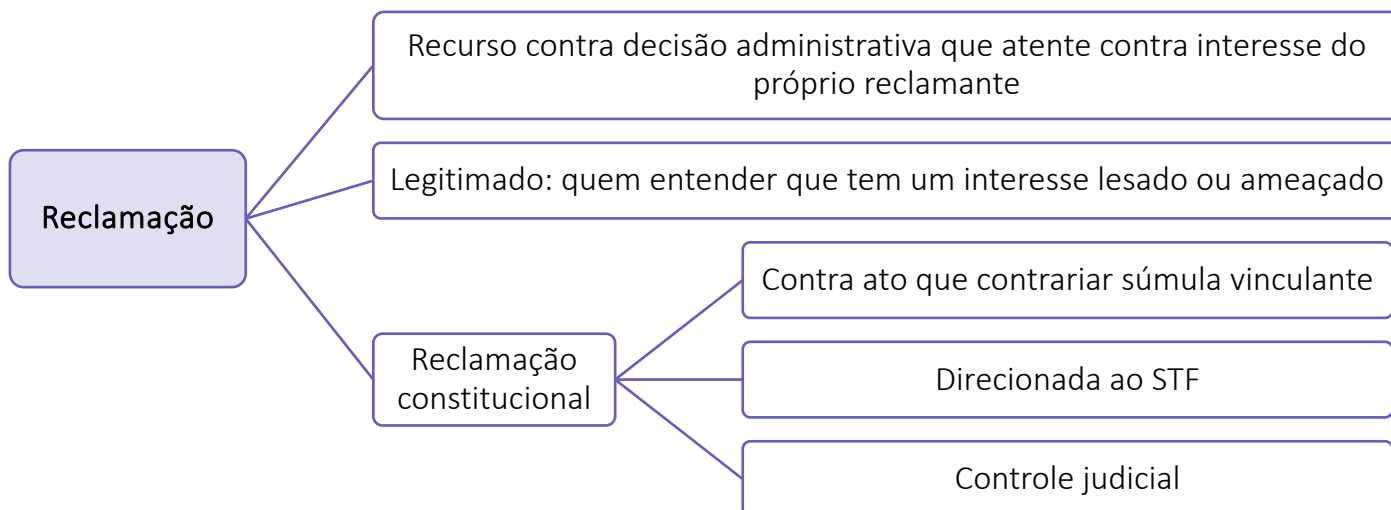 Reclamação
Recurso contra decisão administrativa que atente contra interesse do
próprio reclamante
Legitimado: quem entender que tem um interesse lesado ou ameaçado
Reclamação
constitucional
Contra ato que contrariar súmula vinculante
Direcionada ao STF
Controle judicial